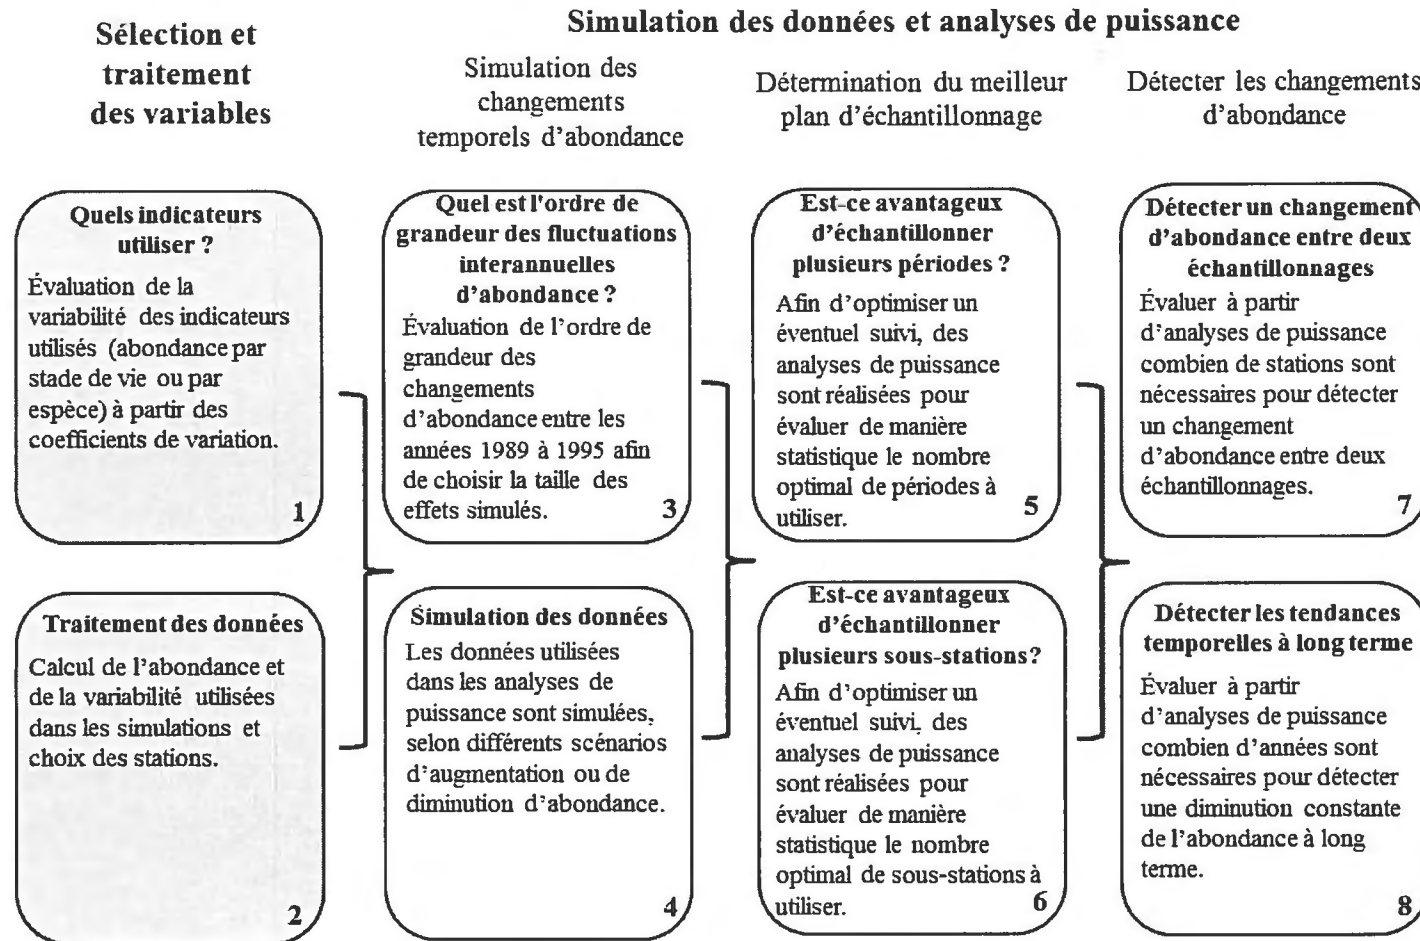 Sélection et
traitement
des variables
Simulation des données et analyses de puissance
Simulation des
changements
temporels d'abondance
Détermination du meilleur
plan d'échantillonnage
Détecter les changements
d'abondance
Quels indicateurs
utiliser ?
Évaluation de la
variabilité des indicateurs
utilisés (abondance par
stade de vie ou par
espèce) à partir des
coefficients de variation.
1
Traitement des données
Calcul de l'abondance et
de la variabilité utilisées
dans les simulations et
choix des stations.
2
Quel est l'ordre de
grandeur des fluctuations
interannuelles
d'abondance ?
Évaluation de l'ordre de
grandeur des
changements
d'abondance entre les
années 1989 à 1995 afin
de choisir la taille des
effets simulés.
3
Simulation des données
Les données utilisées
dans les analyses de
puissance sont simulées,
selon différents scénarios
d'augmentation ou de
diminution d'abondance.
4
Est-ce avantageux
d'échantillonner
plusieurs périodes ?
Afin d'optimiser un
éventuel suivi, des
analyses de puissance
sont réalisées pour
évaluer de manière
statistique le nombre
optimal de périodes à
utiliser.
5
Est-ce avantageux
d'échantillonner
plusieurs sous-stations?
Afin d'optimiser un
éventuel suivi, des
analyses de puissance
sont réalisées pour
évaluer de manière
statistique le nombre
optimal de sous-stations à
utiliser.
6
Détecter un changement
d'abondance entre deux
échantillonnages
Évaluer à partir
d'analyses de puissance
combien de stations sont
nécessaires pour détecter
un changement
d'abondance entre deux
échantillonnages.
7
Détecter les tendances
temporelles à long terme
Évaluer à partir
d'analyses de puissance
combien d'années sont
nécessaires pour détecter
une diminution constante
de l'abondance à long
terme.
8